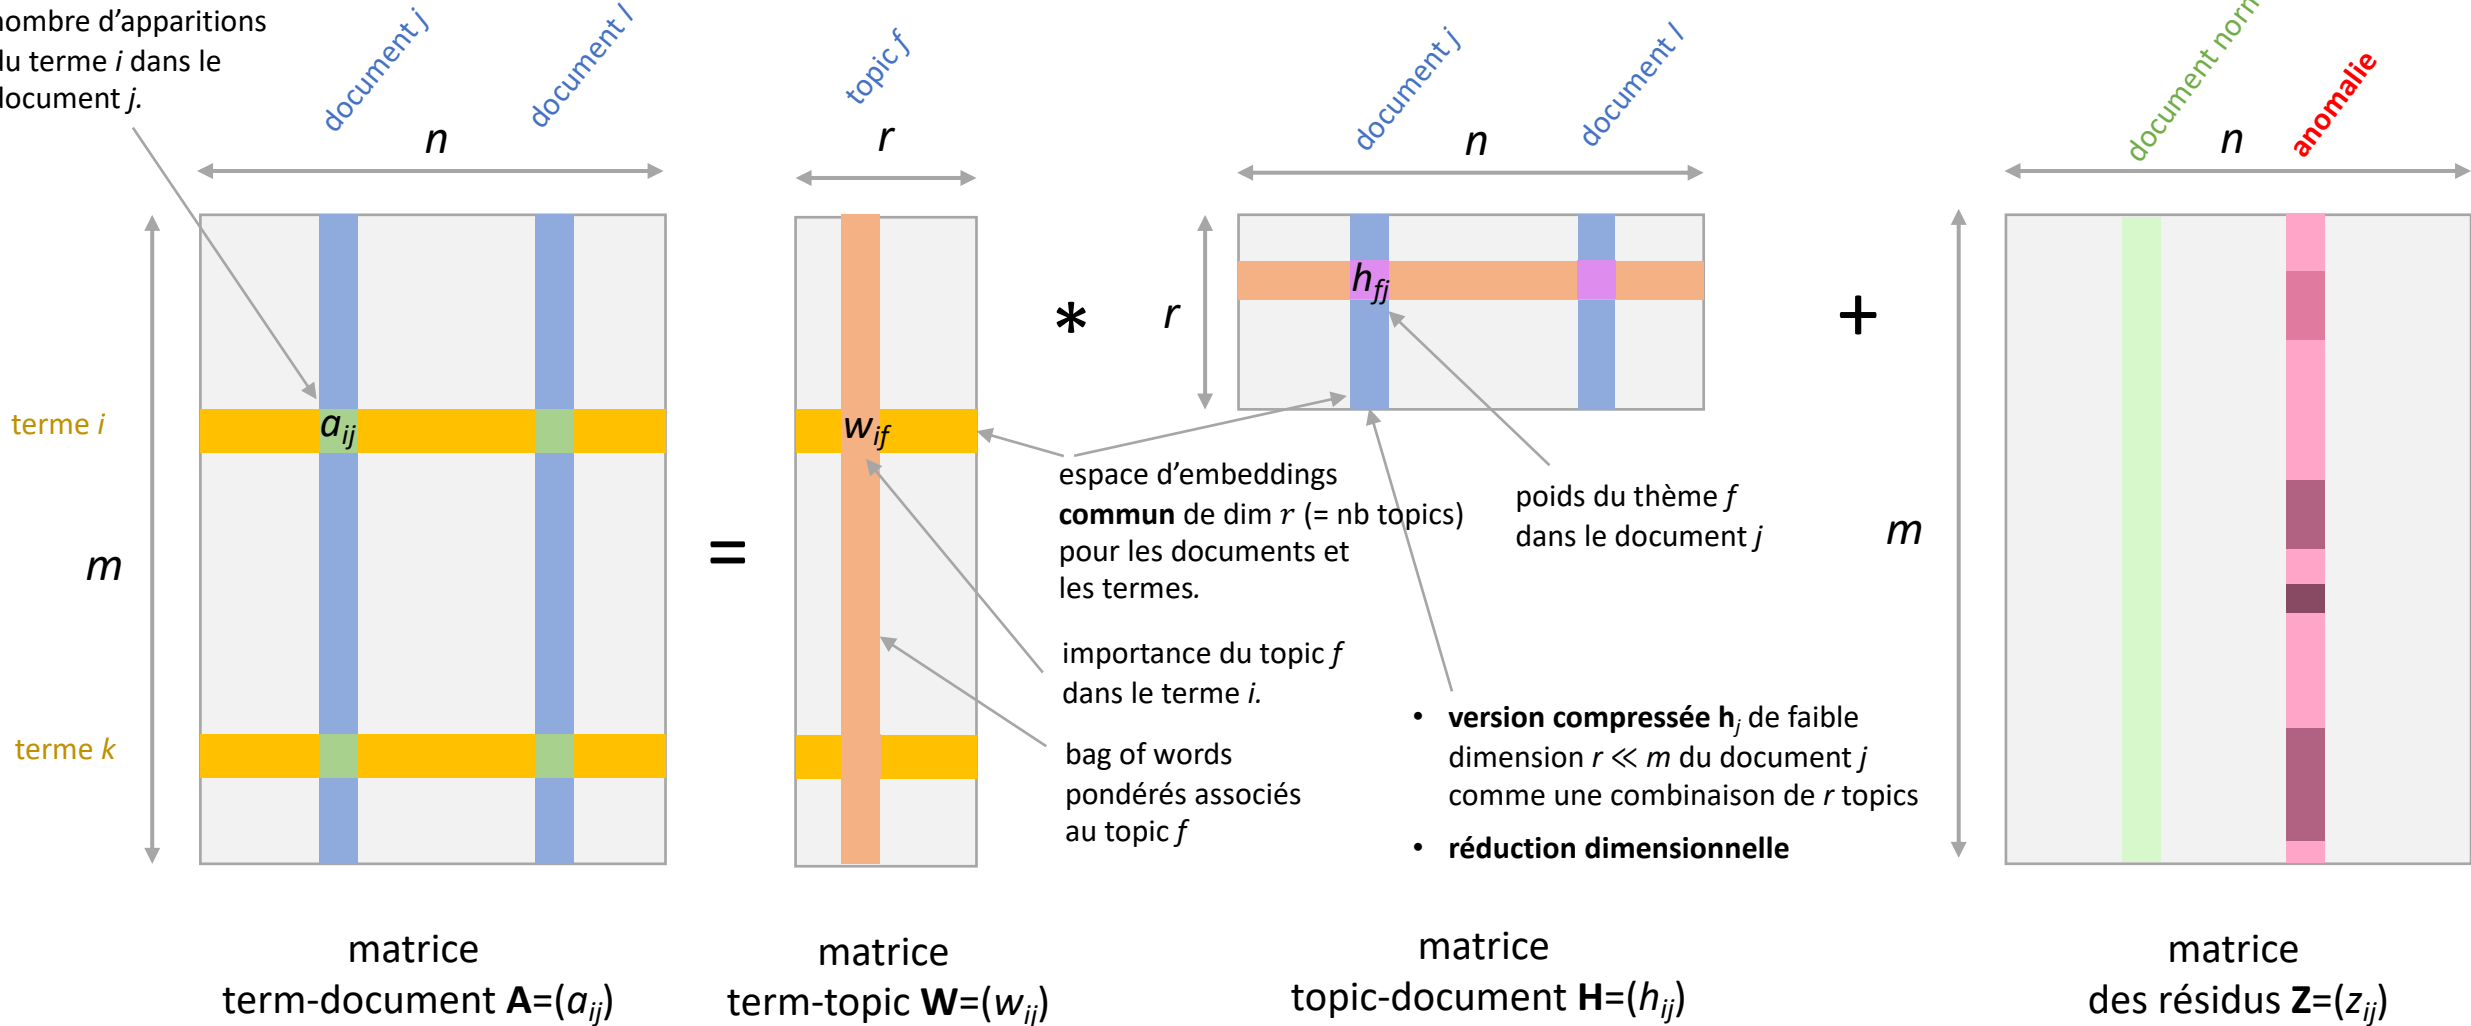 nombre d'apparitions
du terme i dans le
document j.
document j
document l
topic f
document j
document l
document
anomalie
n
r
n
n
m
r
m
terme i
terme k
a_ij
w_if
h_fj
=
*
+
espace d'embeddings
commun de dim r (= nb topics)
pour les documents et
les termes.
poids du thème f
dans le document j
importance du topic f
dans le terme i.
bag of words
pondérés associés
au topic f
• version compressée h_j de faible
dimension r ≪ m du document j
comme une combinaison de r topics
• réduction dimensionnelle
matrice
term-document A=(a_ij)
matrice
term-topic W=(w_ij)
matrice
topic-document H=(h_ij)
matrice
des résidus Z=(z_ij)